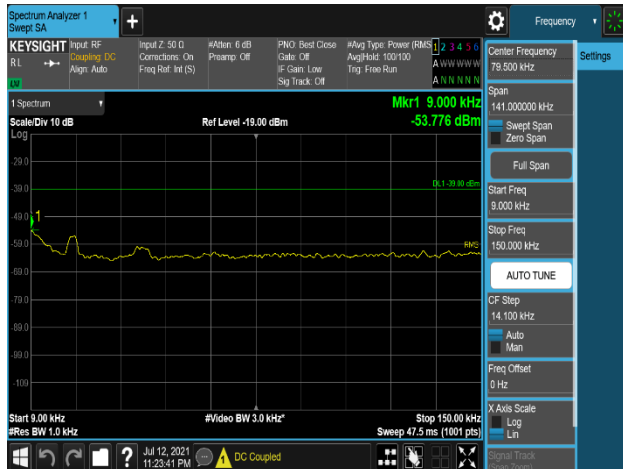 Spectrum Analyzer 1
Swept SA
Frequency
KEYSIGHT
RL
Input: RF
Coupling: DC
Align: Auto
Input Z: 50 Ω
Corrections: On
Freq Ref: Int (S)
#Atten: 6 dB
Preamp: Off
PNO: Best Close
Gate: Off
IF Gain: Low
Sig Track: Off
#Avg Type: Power (RMS
Avg|Hold: 100/100
Trig: Free Run
1 2 3 4 5 6
A W W W W W
A N N N N N
1 Spectrum
Scale/Div 10 dB
Log
Ref Level -19.00 dBm
Mkr1 9.000 kHz
-53.776 dBm
-29.0
-39.0
-49.0
-59.0
-69.0
-79.0
-89.0
-99.0
-109
DL1 -39.00 dBm
1
RMS
Start 9.00 kHz
#Res BW 1.0 kHz
#Video BW 3.0 kHz*
Stop 150.00 kHz
Sweep 47.5 ms (1001 pts)
Jul 12, 2021
11:23:41 PM
DC Coupled
Center Frequency
79.500 kHz
Settings
Span
141.000000 kHz
Swept Span
Zero Span
Full Span
Start Freq
9.000 kHz
Stop Freq
150.000 kHz
AUTO TUNE
CF Step
14.100 kHz
Auto
Man
Freq Offset
0 Hz
X Axis Scale
Log
Lin
Signal Track
(Span Zoom)